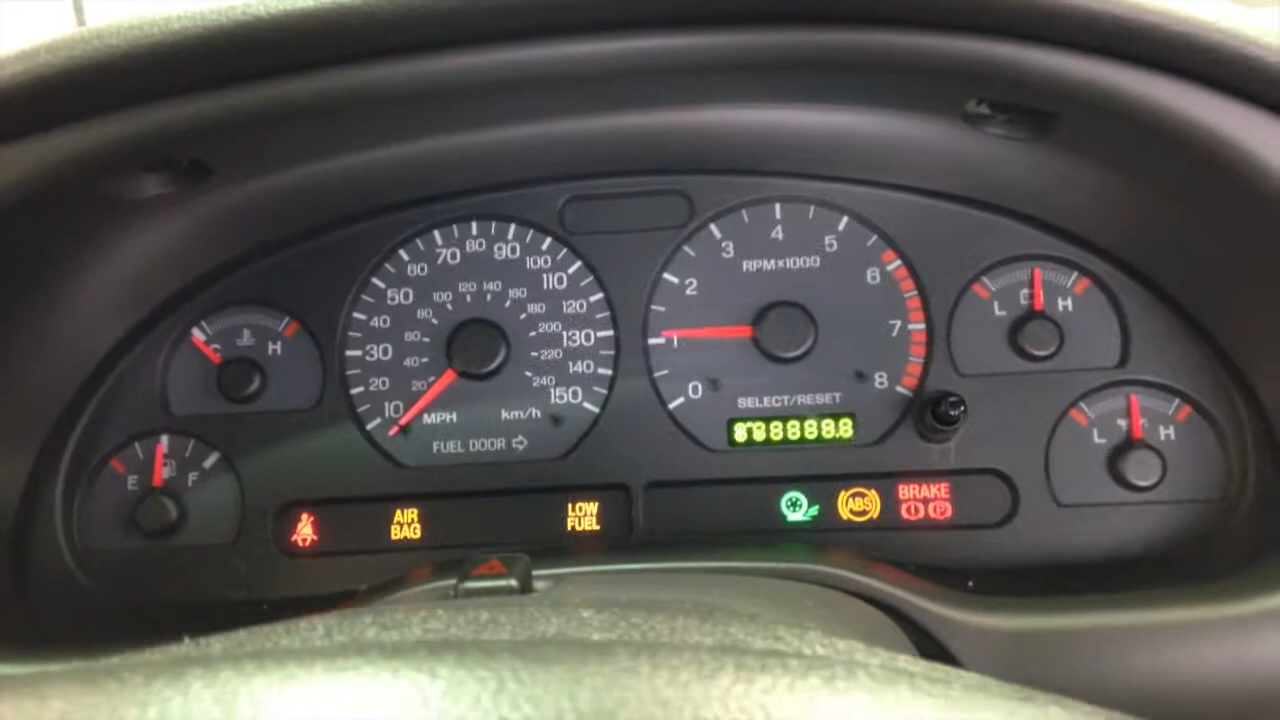 10 20 30 40 50 60 70 80 90 100 110 120 130 140 150
20 40 60 80 100 120 140 160 180 200 220 240
MPH km/h
FUEL DOOR
0 1 2 3 4 5 6 7 8
RPM×1000
SELECT/RESET
888888.8
C H
E F
L H
L H
AIR
BAG
LOW
FUEL
ABS
BRAKE
(!) (P)